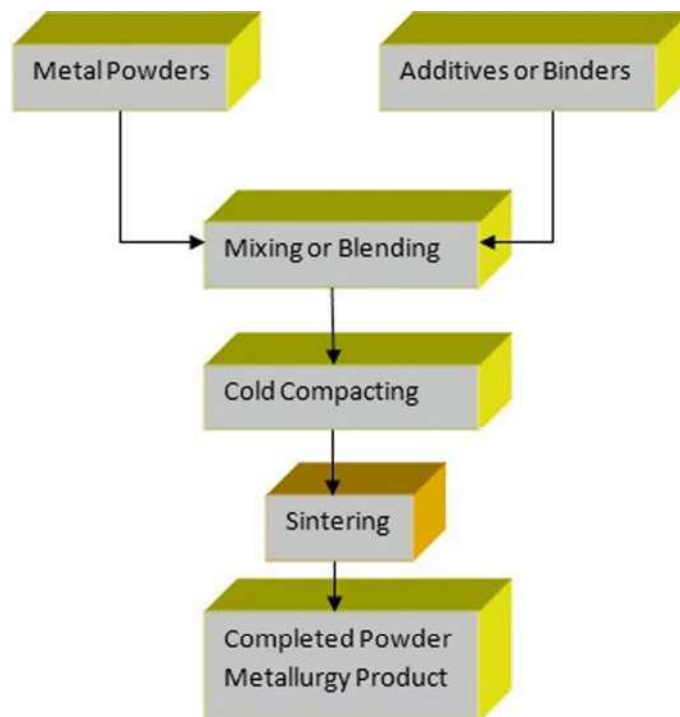 Metal Powders
Additives or Binders
Mixing or Blending
Cold Compacting
Sintering
Completed Powder
Metallurgy Product